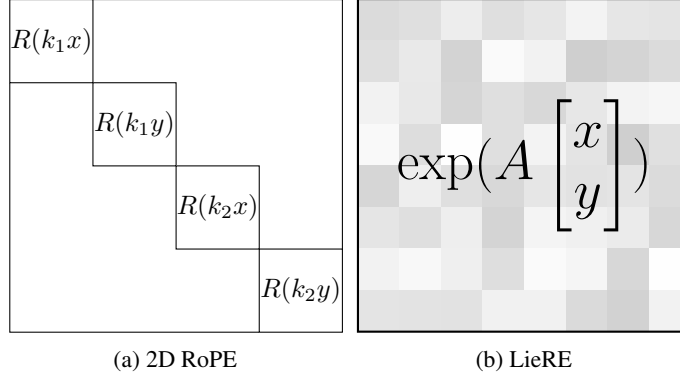 R(k₁x)
R(k₁y)
R(k₂x)
R(k₂y)
exp(A [x y])
(a) 2D RoPE
(b) LieRE